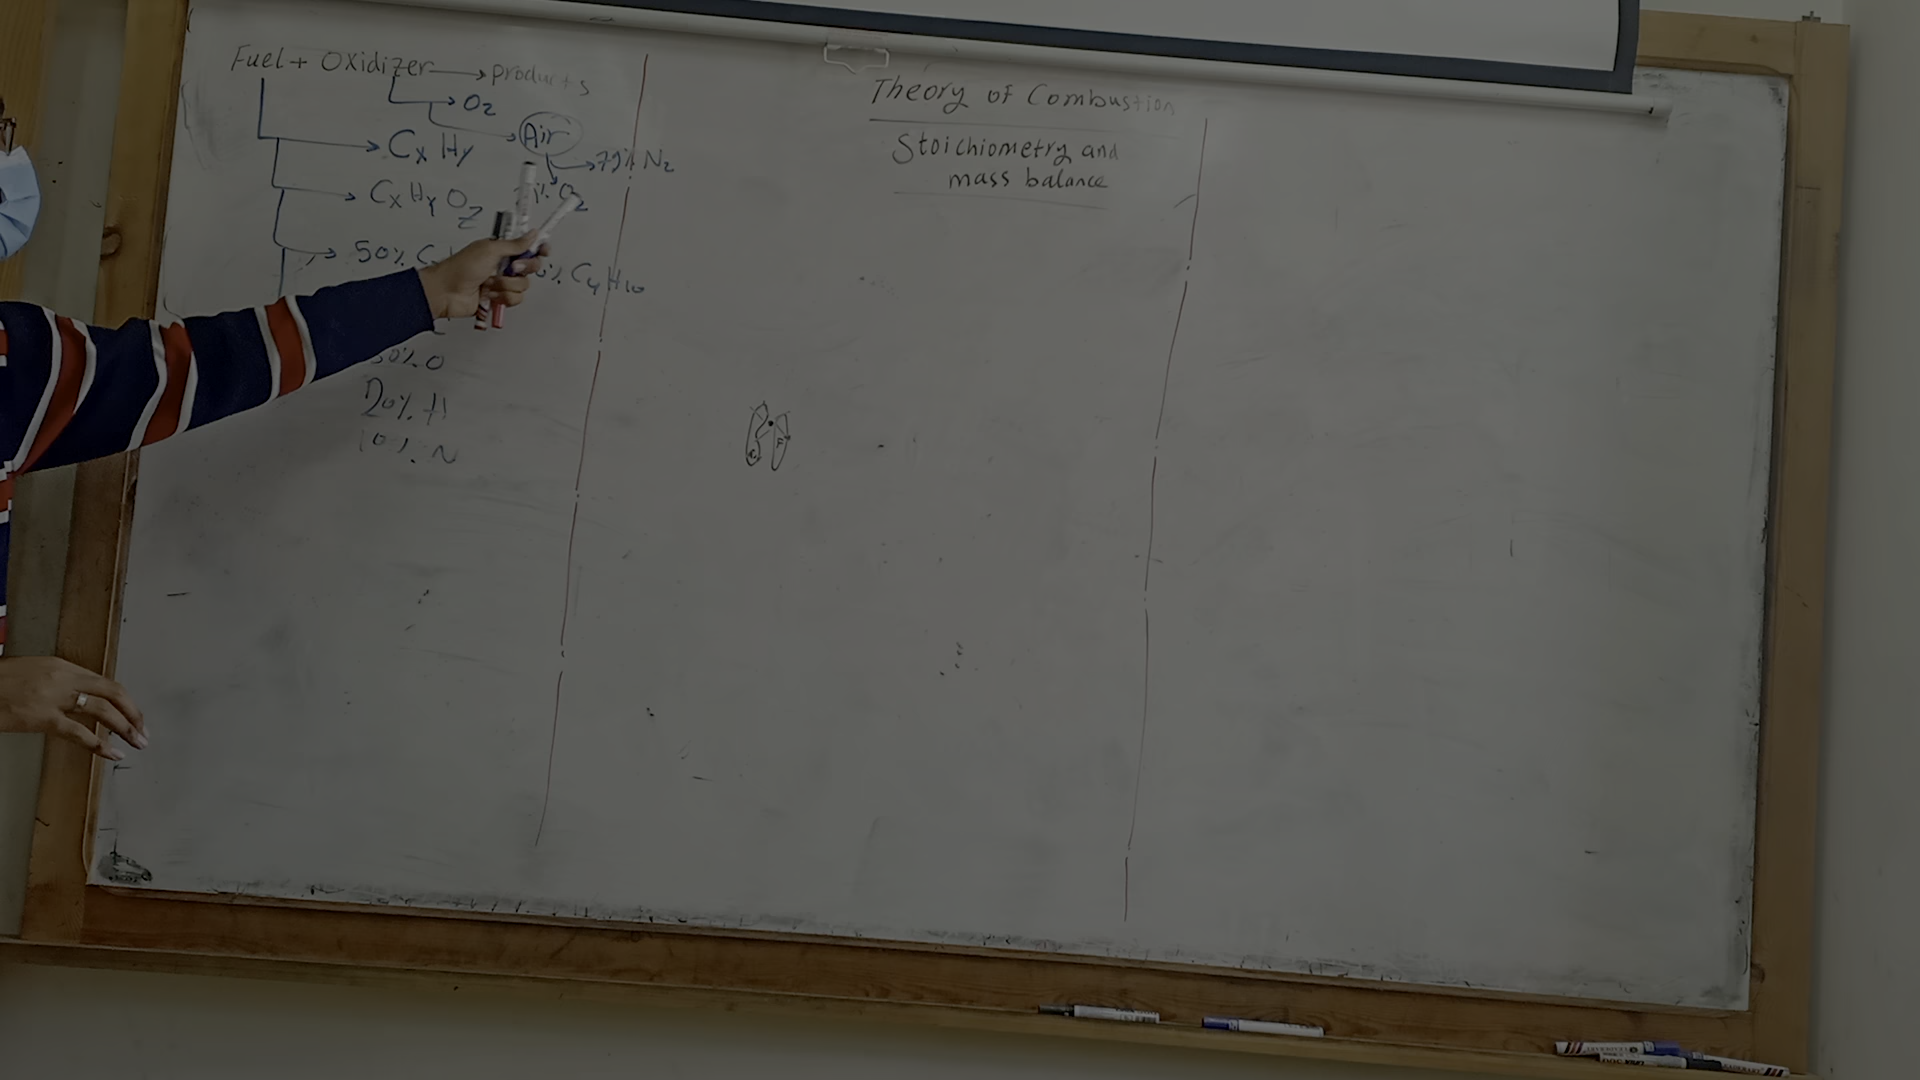 Fuel + Oxidizer → products
→ O2
→ Air
→ CxHy
→ 79% N2
% O2
→ CxHyOz
→ 50% C
% C4H10
% O
20% H
10% N
Theory of Combustion
Stoichiometry and
mass balance